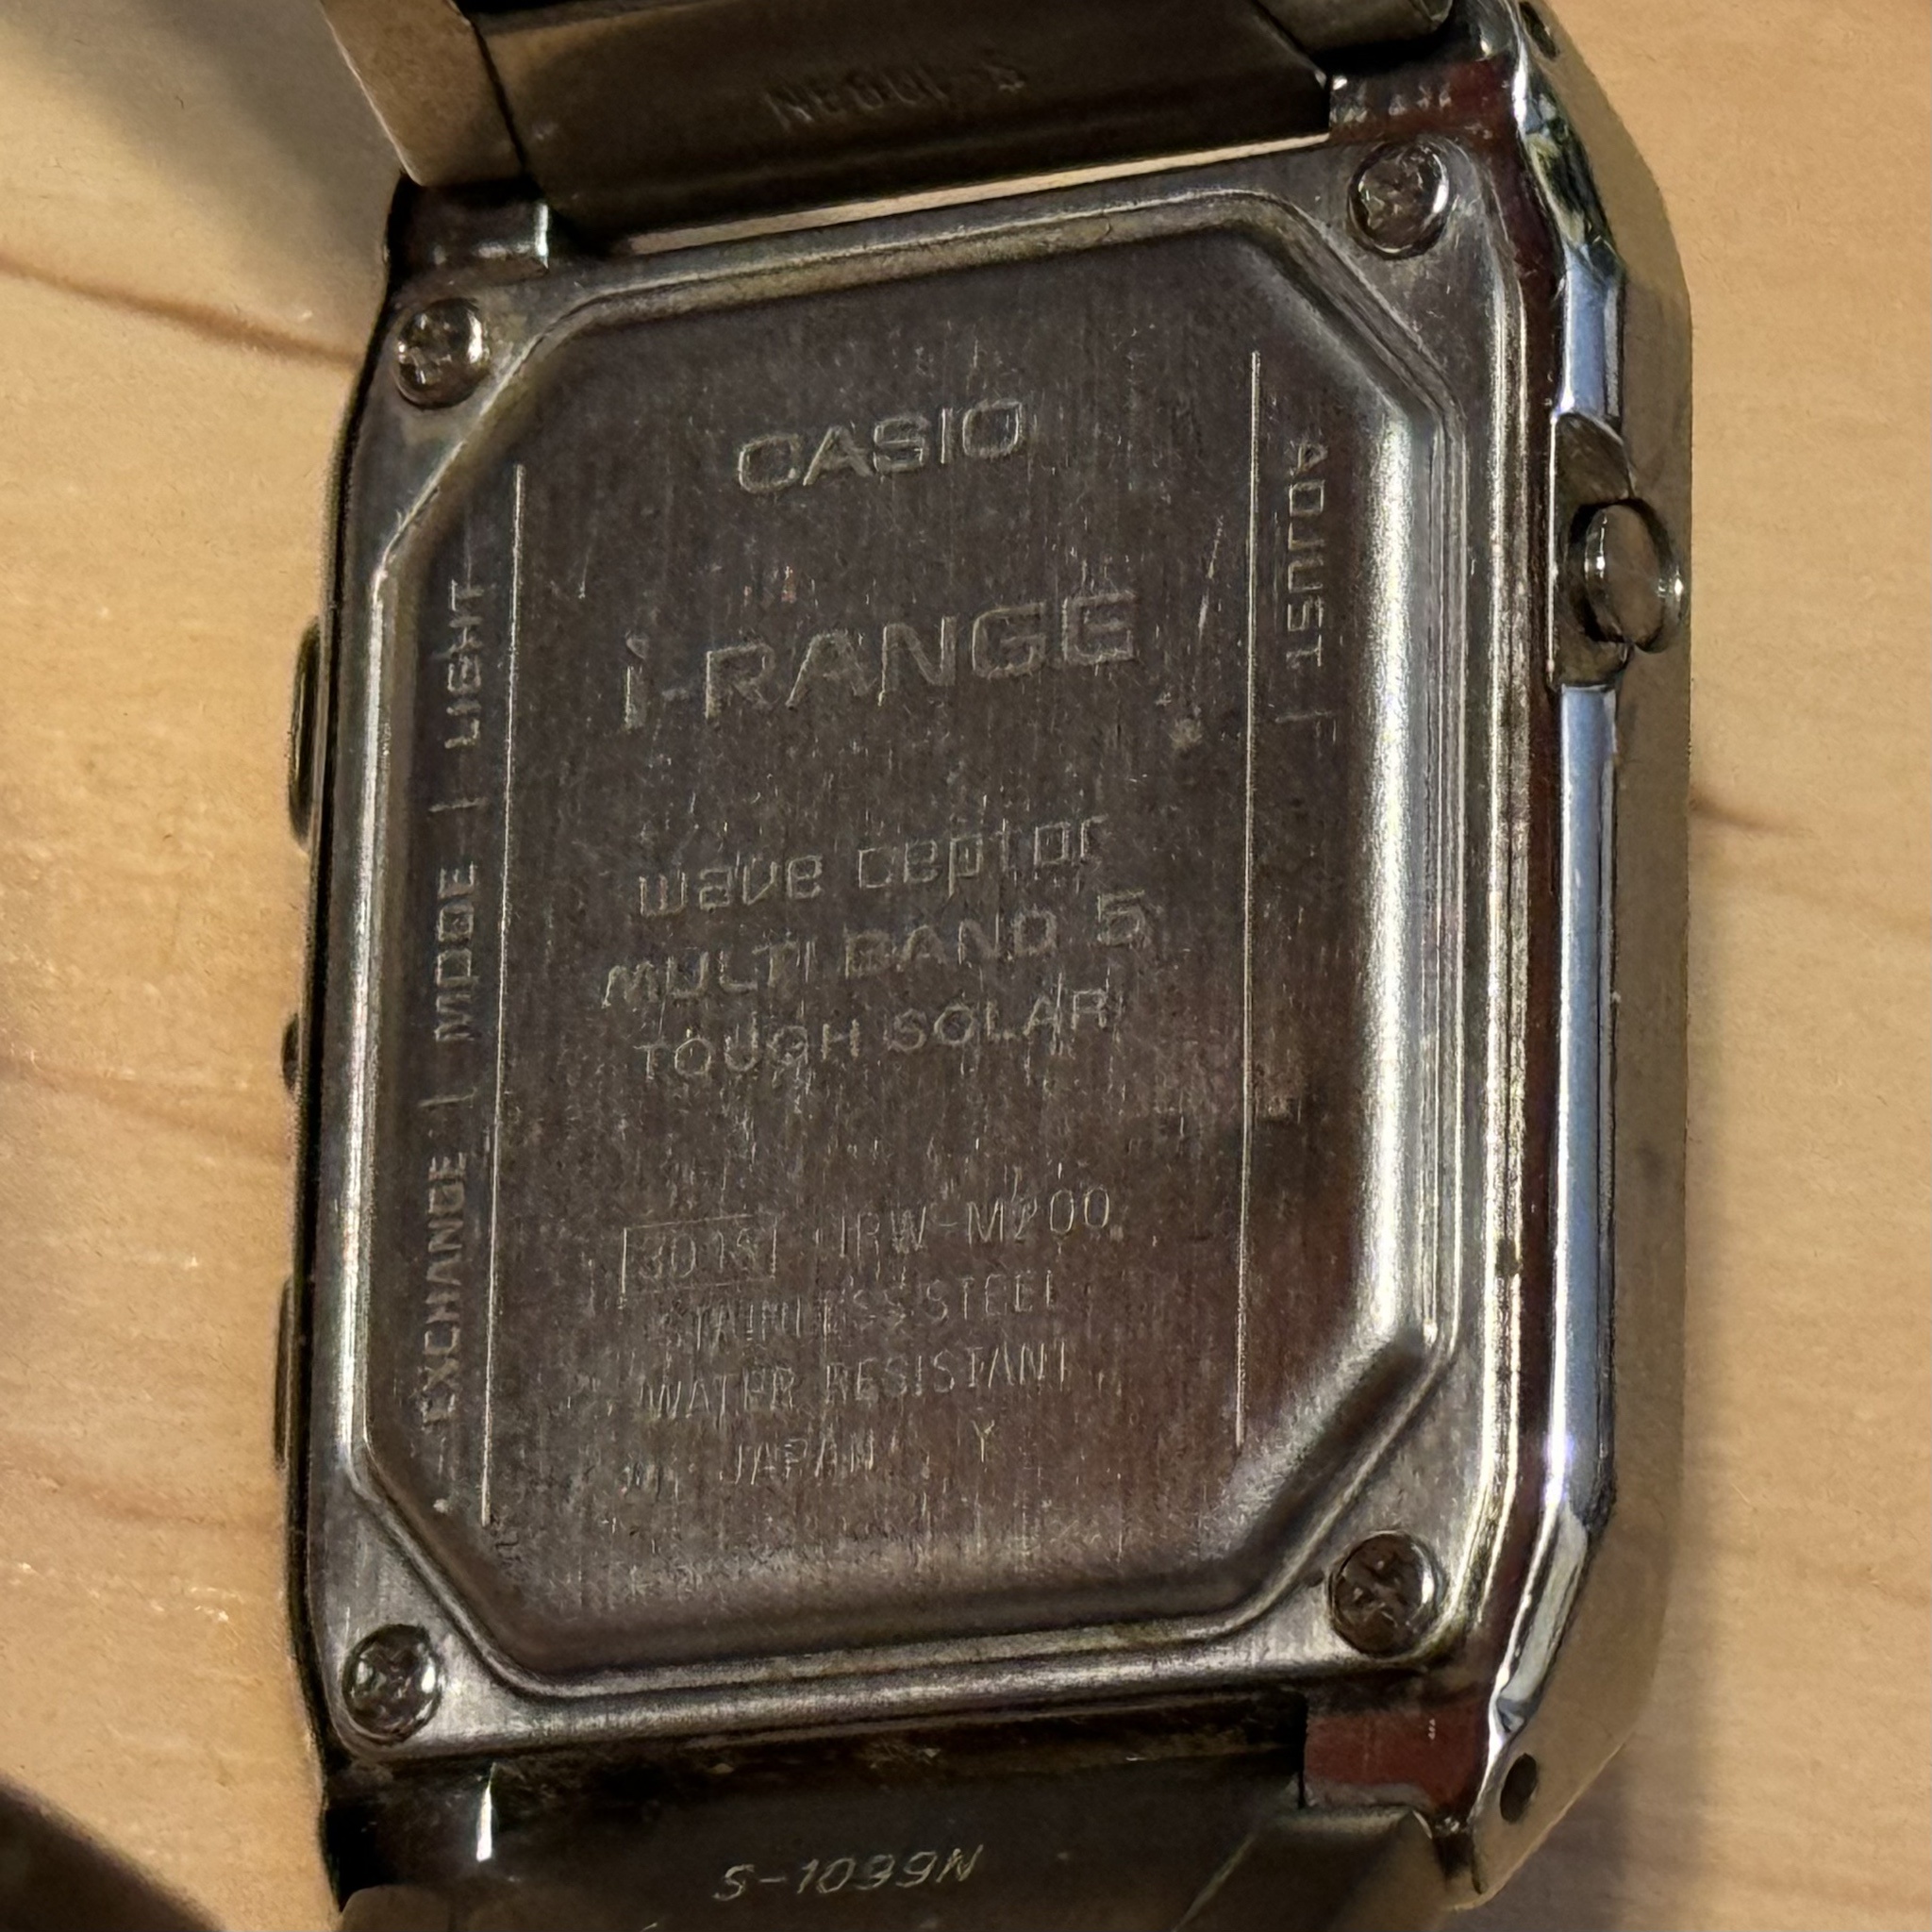 S-1099N
CASIO
i-RANGE
wave ceptor
MULTI BAND 5
TOUGH SOLAR
IRW-M200
STAINLESS STEEL
WATER RESISTANT
JAPAN Y
EXCHANGE | MODE | LIGHT
ADJUST |
S-1099N